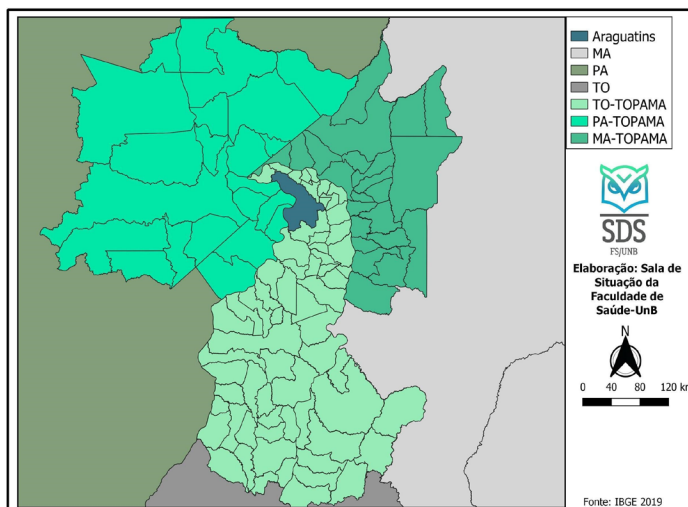 Araguatins
MA
PA
TO
TO-TOPAMA
PA-TOPAMA
MA-TOPAMA
SDS
FS/UNB
Elaboração: Sala de
Situação da
Faculdade de
Saúde-UnB
N
0 40 80 120 km
Fonte: IBGE 2019